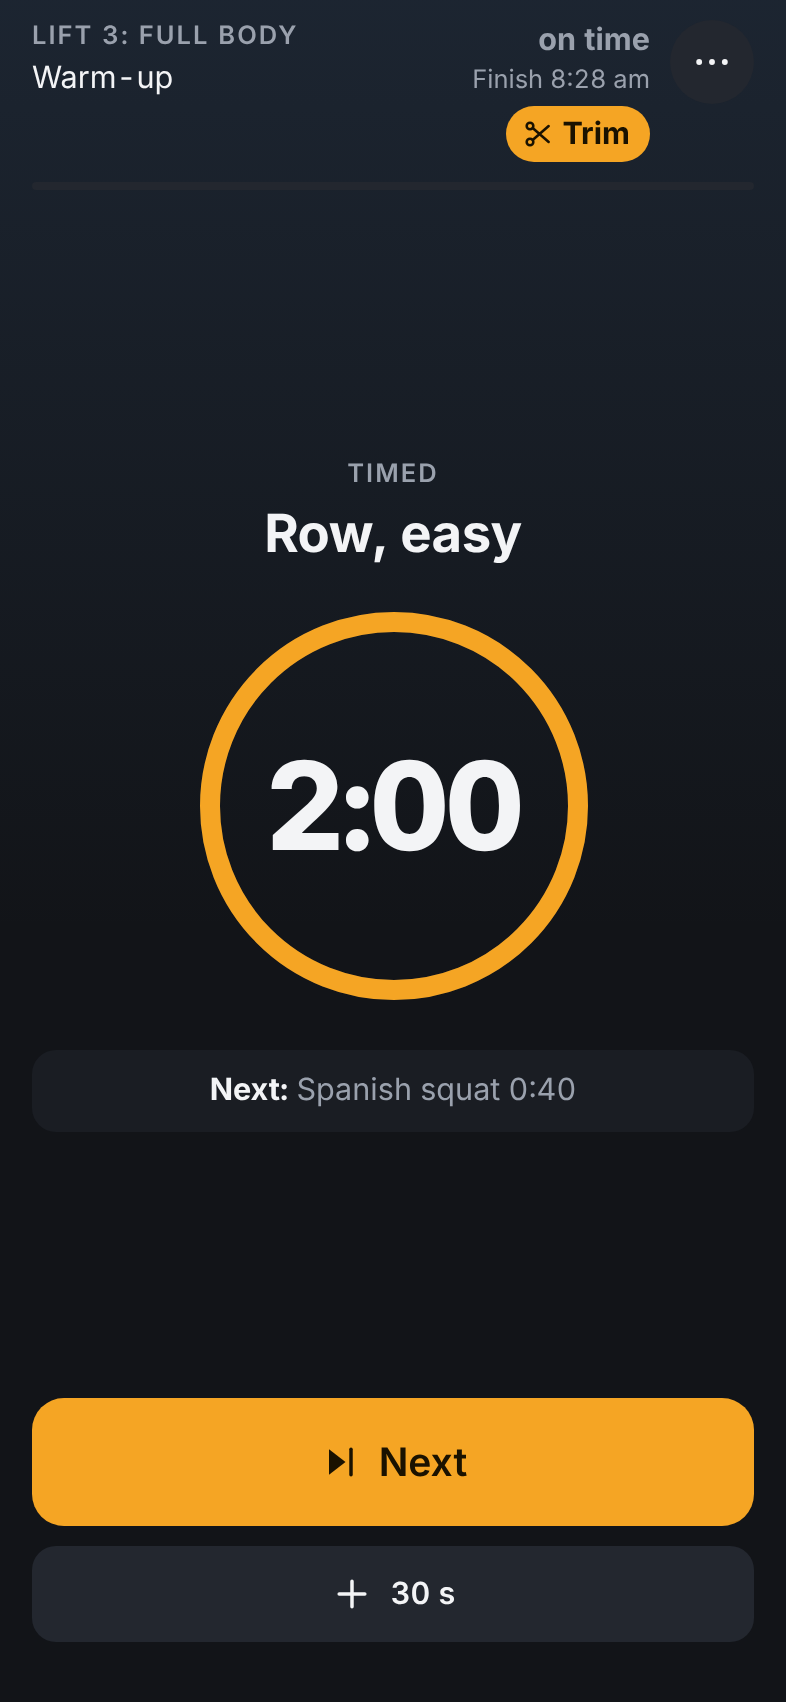 LIFT 3: FULL BODY
Warm-up
on time
Finish 8:28 am
Trim
TIMED
Row, easy
2:00
Next: Spanish squat 0:40
Next
30 s